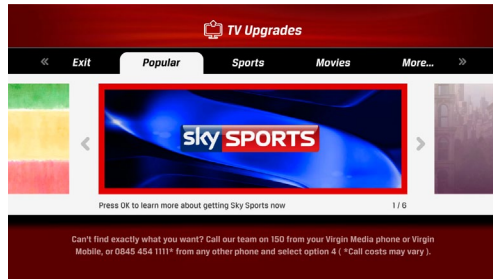 TV Upgrades
« Exit Popular Sports Movies More... »
sky SPORTS
Press OK to learn more about getting Sky Sports now 1 / 6
Can't find exactly what you want? Call our team on 150 from your Virgin Media phone or Virgin
Mobile, or 0845 454 1111* from any other phone and select option 4 ( *Call costs may vary ).